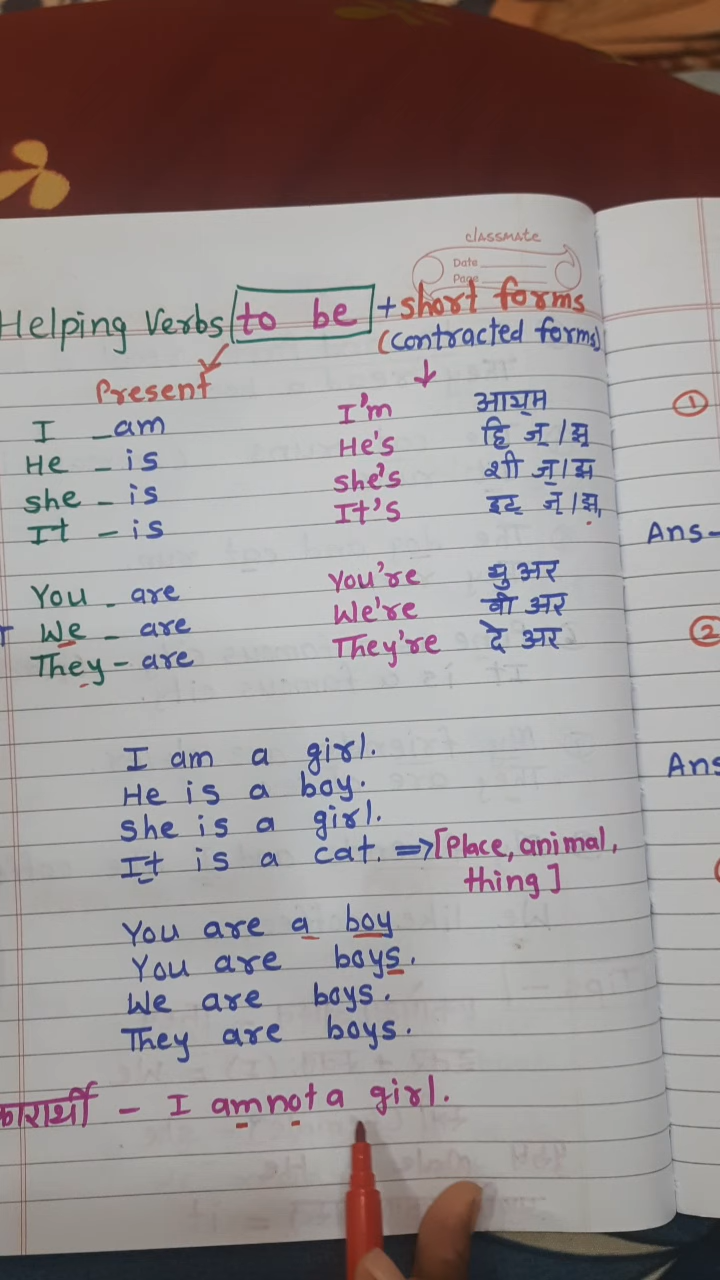 classmate
Date
Page
Helping Verbs to be + short forms
(contracted forms)
Present
I - am I'm आयम
He - is He's हि ज़् / झ्
she - is she's शी ज़् / झ
It - is It's इट ज़् / झ्
You - are You're यु अर
We - are We're वी अर
They - are They're दे अर
I am a girl.
He is a boy.
She is a girl.
It is a cat. ⇒ [Place, animal,
thing]
You are a boy
You are boys.
We are boys.
They are boys.
कारार्थी - I am not a girl.
①
Ans-
②
Ans